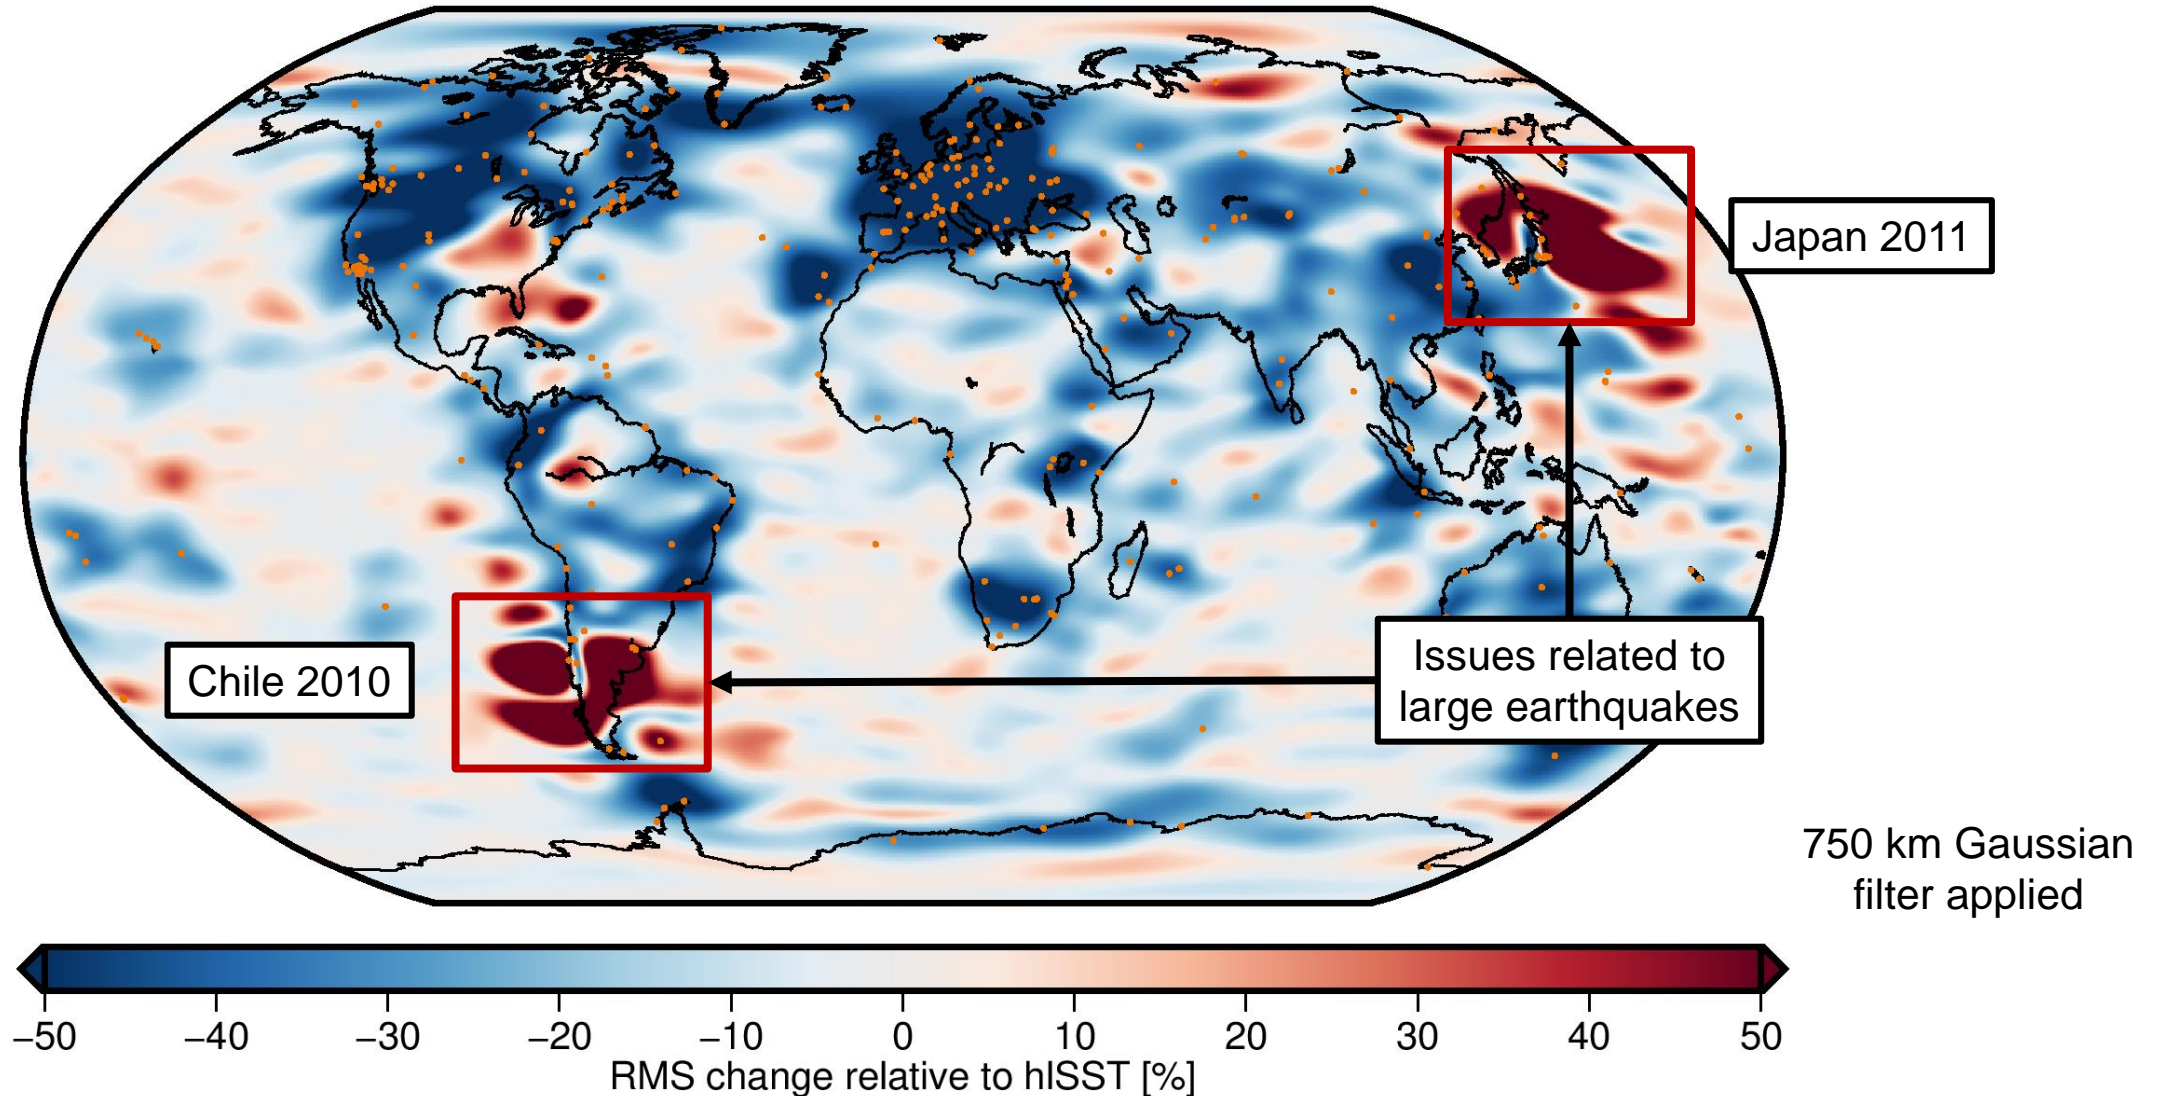 Japan 2011
Chile 2010
Issues related to
large earthquakes
750 km Gaussian
filter applied
−50 −40 −30 −20 −10 0 10 20 30 40 50
RMS change relative to hlSST [%]